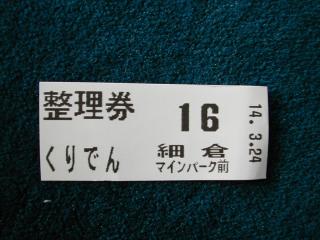 整理券
くりでん
16
細倉
マインパーク前
14.3.24